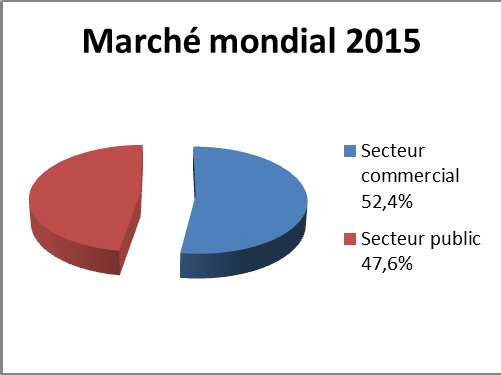 Marché mondial 2015
Secteur
commercial
52,4%
Secteur public
47,6%